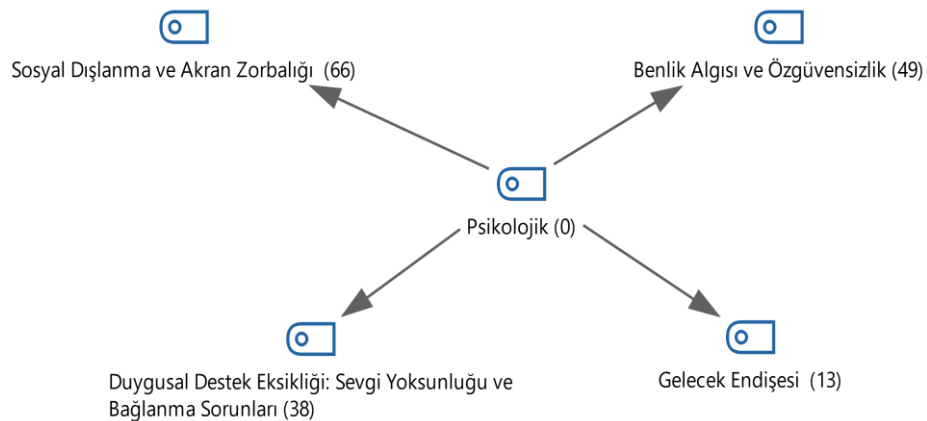 Sosyal Dışlanma ve Akran Zorbalığı (66)
Benlik Algısı ve Özgüvensizlik (49)
Psikolojik (0)
Duygusal Destek Eksikliği: Sevgi Yoksunluğu ve
Bağlanma Sorunları (38)
Gelecek Endişesi (13)